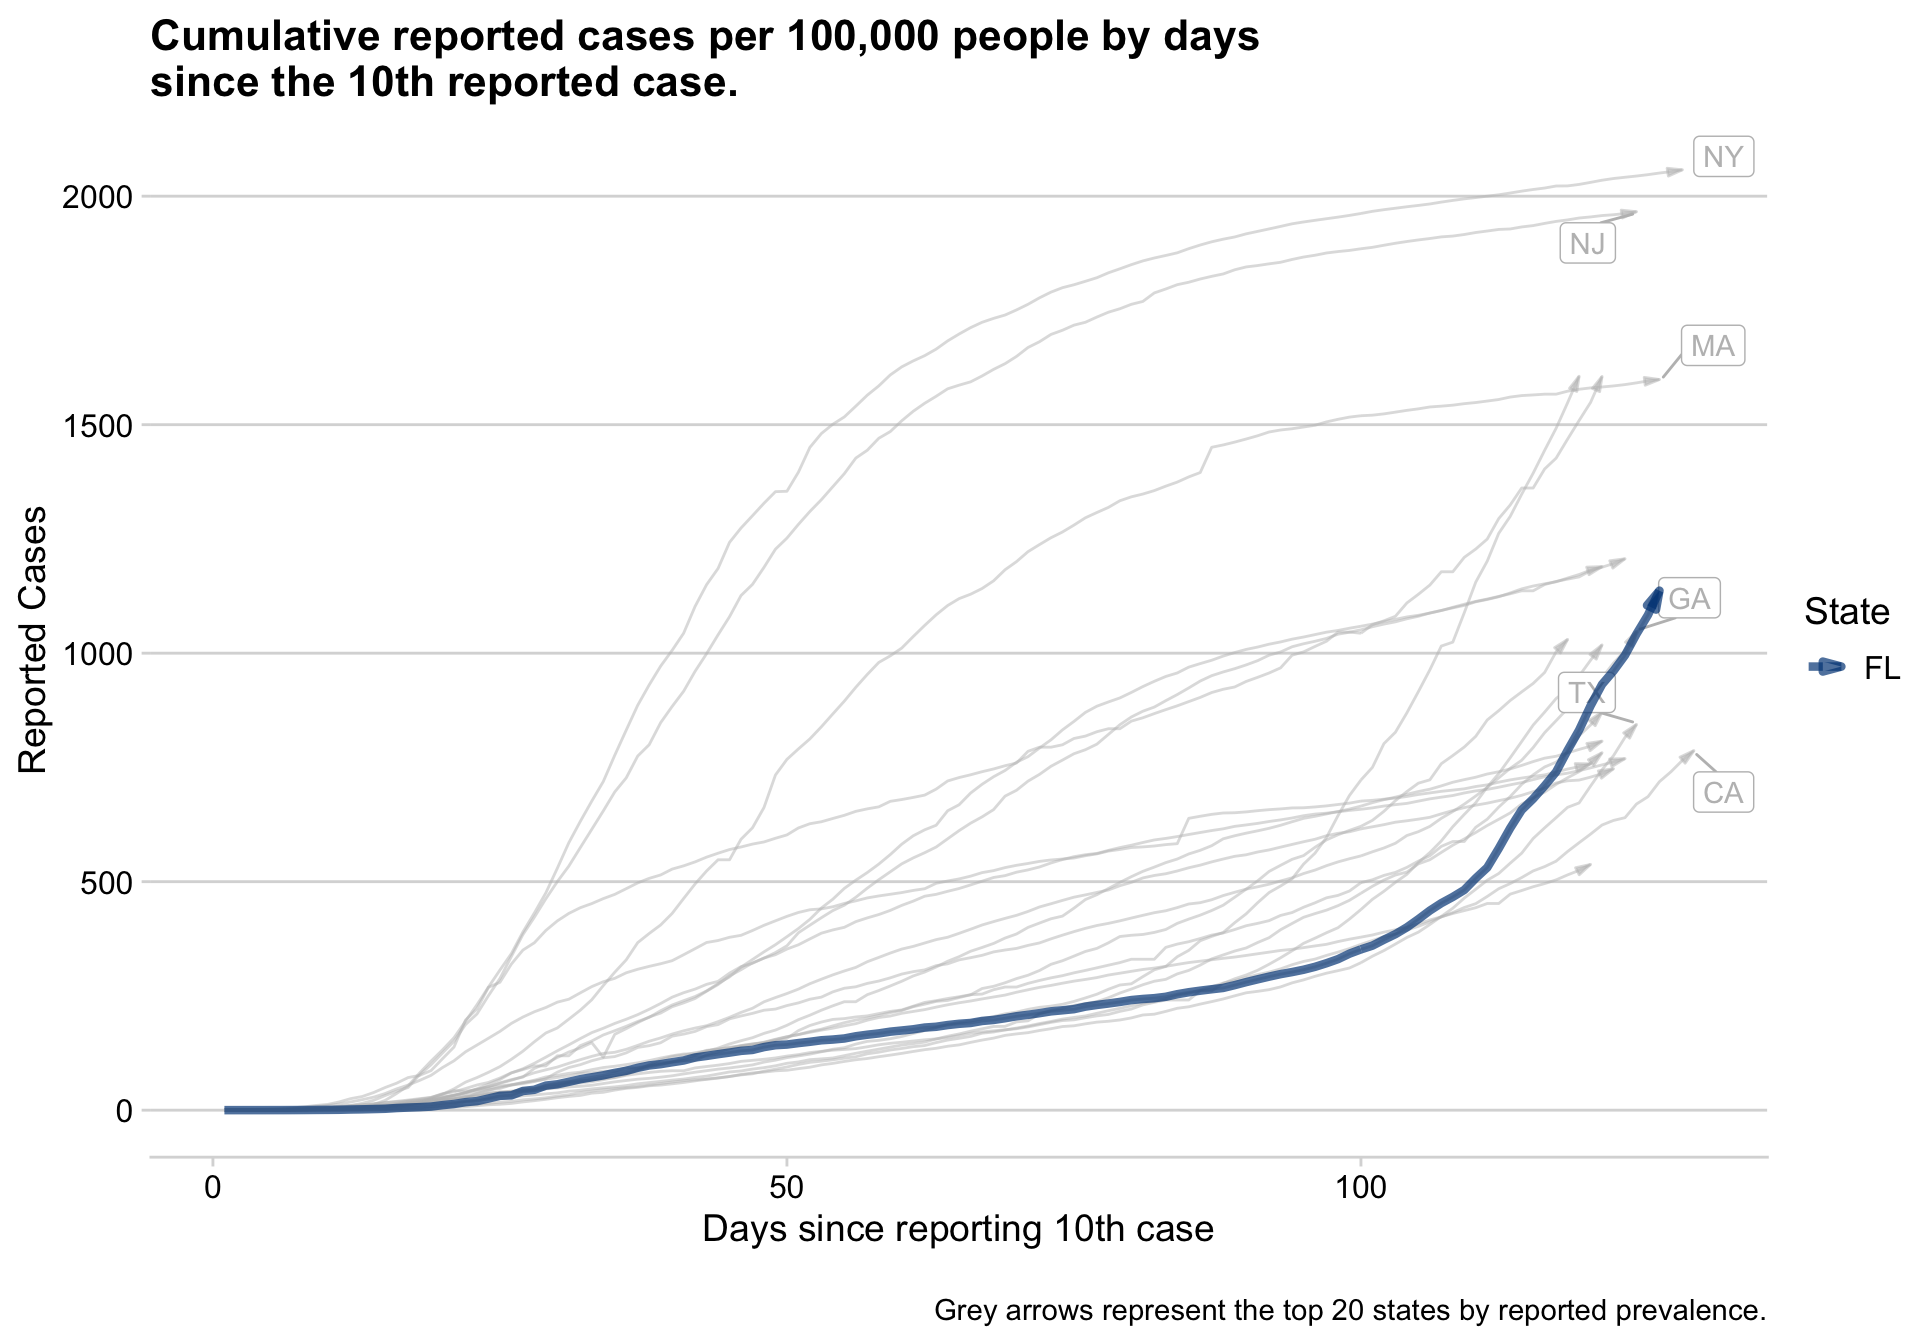 Cumulative reported cases per 100,000 people by days
since the 10th reported case.
NY
2000
NJ
MA
1500
Reported Cases
GA
1000
State
FL
TX
CA
500
0
0
50
100
Days since reporting 10th case
Grey arrows represent the top 20 states by reported prevalence.